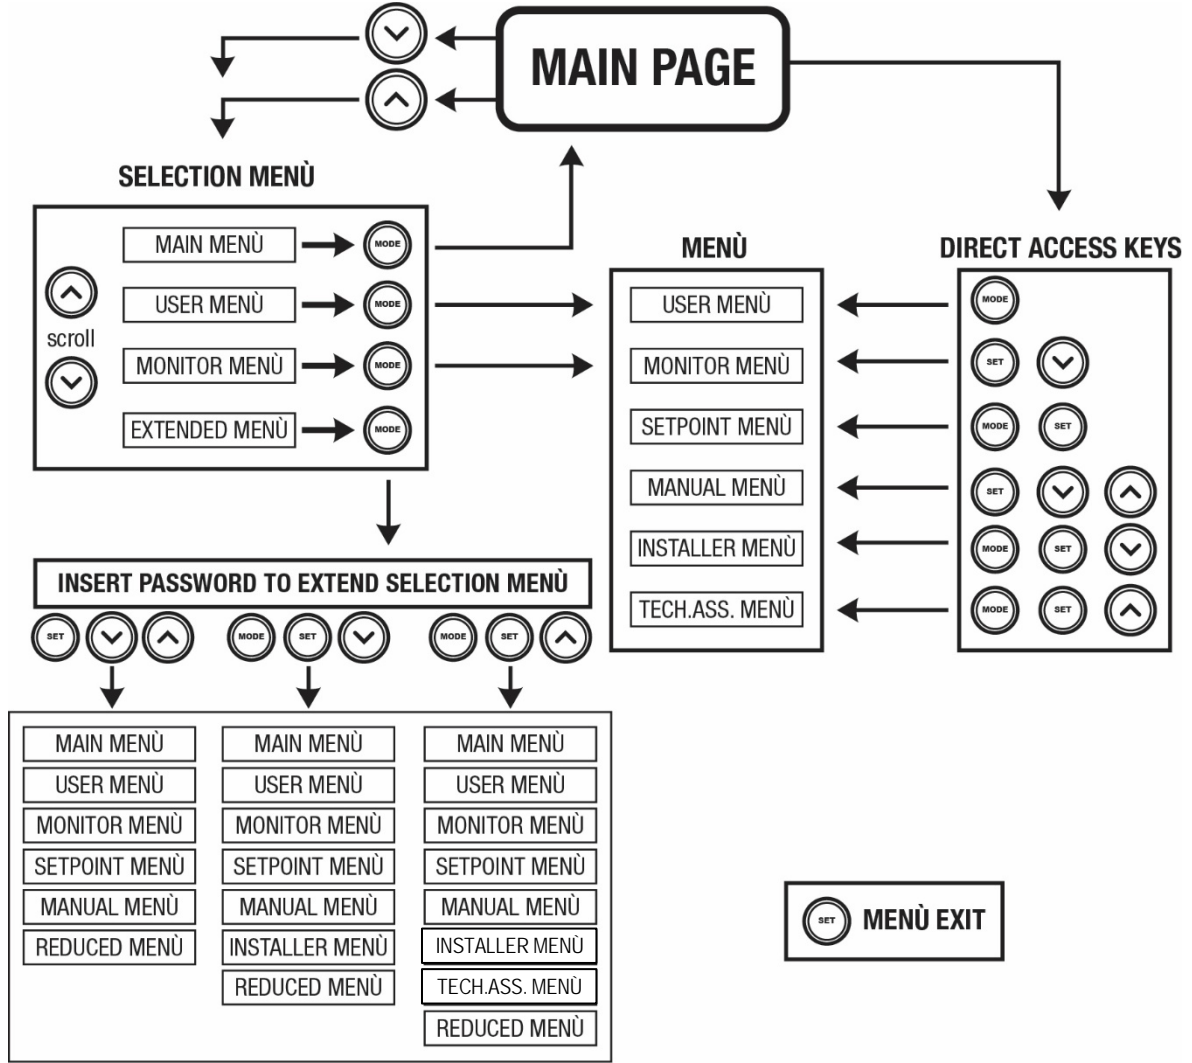 MAIN PAGE
SELECTION MENÙ
scroll
MAIN MENÙ MODE
USER MENÙ MODE
MONITOR MENÙ MODE
EXTENDED MENÙ MODE
MENÙ
USER MENÙ
MONITOR MENÙ
SETPOINT MENÙ
MANUAL MENÙ
INSTALLER MENÙ
TECH.ASS. MENÙ
DIRECT ACCESS KEYS
MODE
SET
MODE SET
SET
MODE SET
MODE SET
INSERT PASSWORD TO EXTEND SELECTION MENÙ
SET MODE SET MODE SET
MAIN MENÙ
USER MENÙ
MONITOR MENÙ
SETPOINT MENÙ
MANUAL MENÙ
REDUCED MENÙ
MAIN MENÙ
USER MENÙ
MONITOR MENÙ
SETPOINT MENÙ
MANUAL MENÙ
INSTALLER MENÙ
REDUCED MENÙ
MAIN MENÙ
USER MENÙ
MONITOR MENÙ
SETPOINT MENÙ
MANUAL MENÙ
INSTALLER MENÙ
TECH.ASS. MENÙ
REDUCED MENÙ
SET MENÙ EXIT